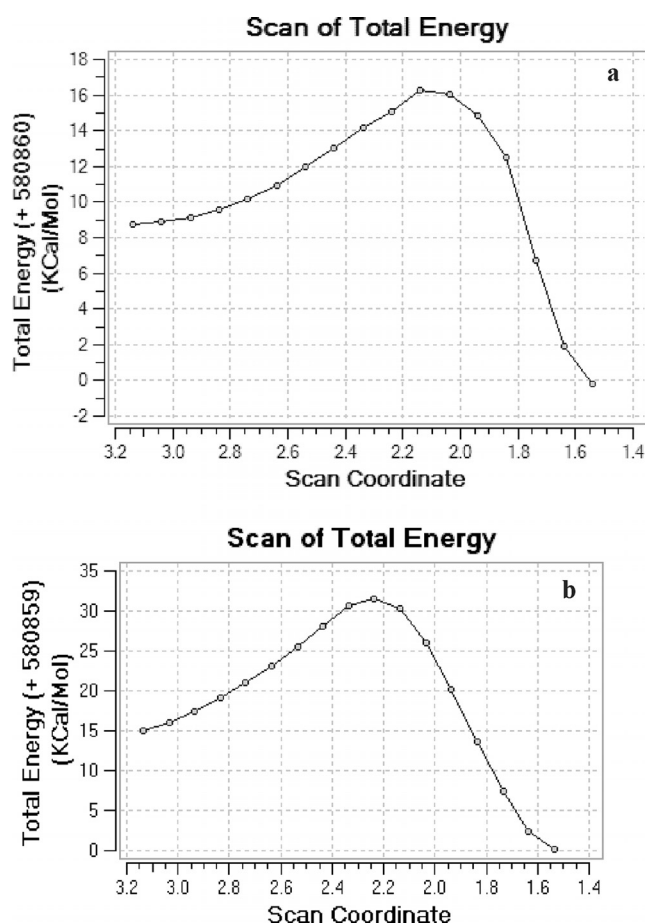 Scan of Total Energy
a
Total Energy (+ 580860)
(KCal/Mol)
18
16
14
12
10
8
6
4
2
0
-2
3.2 3.0 2.8 2.6 2.4 2.2 2.0 1.8 1.6 1.4
Scan Coordinate
Scan of Total Energy
b
Total Energy (+ 580859)
(KCal/Mol)
35
30
25
20
15
10
5
0
3.2 3.0 2.8 2.6 2.4 2.2 2.0 1.8 1.6 1.4
Scan Coordinate